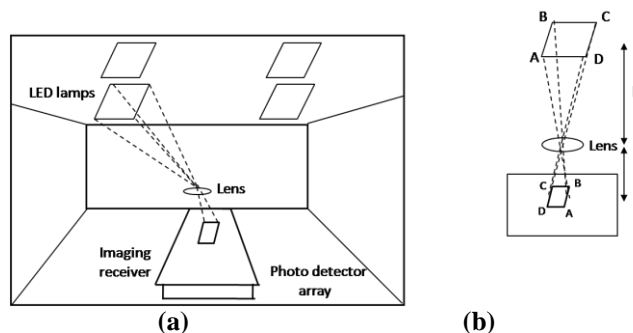 LED lamps
Lens
Imaging
receiver
Photo detector
array
(a)
B
C
A
D
Lens
C
B
D
A
(b)